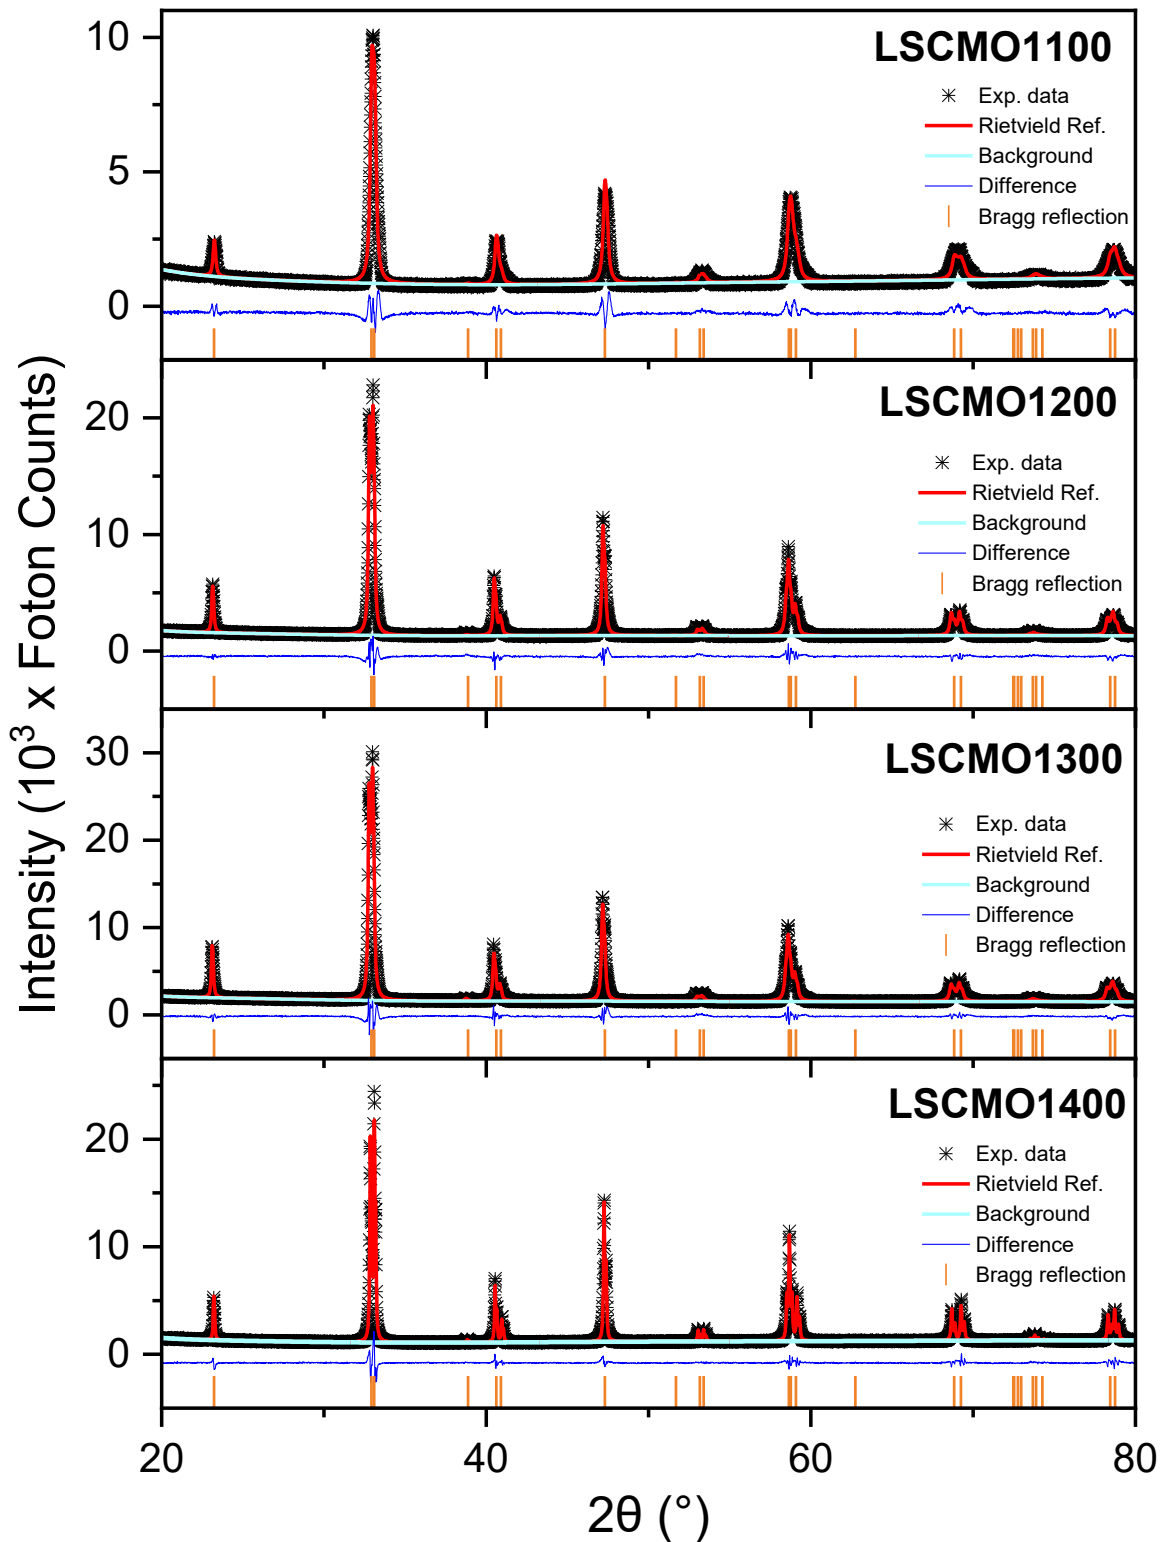 Intensity (10³ x Foton Counts)
LSCMO1100
Exp. data
Rietvield Ref.
Background
Difference
Bragg reflection
10
5
0
LSCMO1200
Exp. data
Rietvield Ref.
Background
Difference
Bragg reflection
20
10
0
LSCMO1300
Exp. data
Rietvield Ref.
Background
Difference
Bragg reflection
30
20
10
0
LSCMO1400
Exp. data
Rietvield Ref.
Background
Difference
Bragg reflection
20
10
0
20 40 60 80
2θ (°)